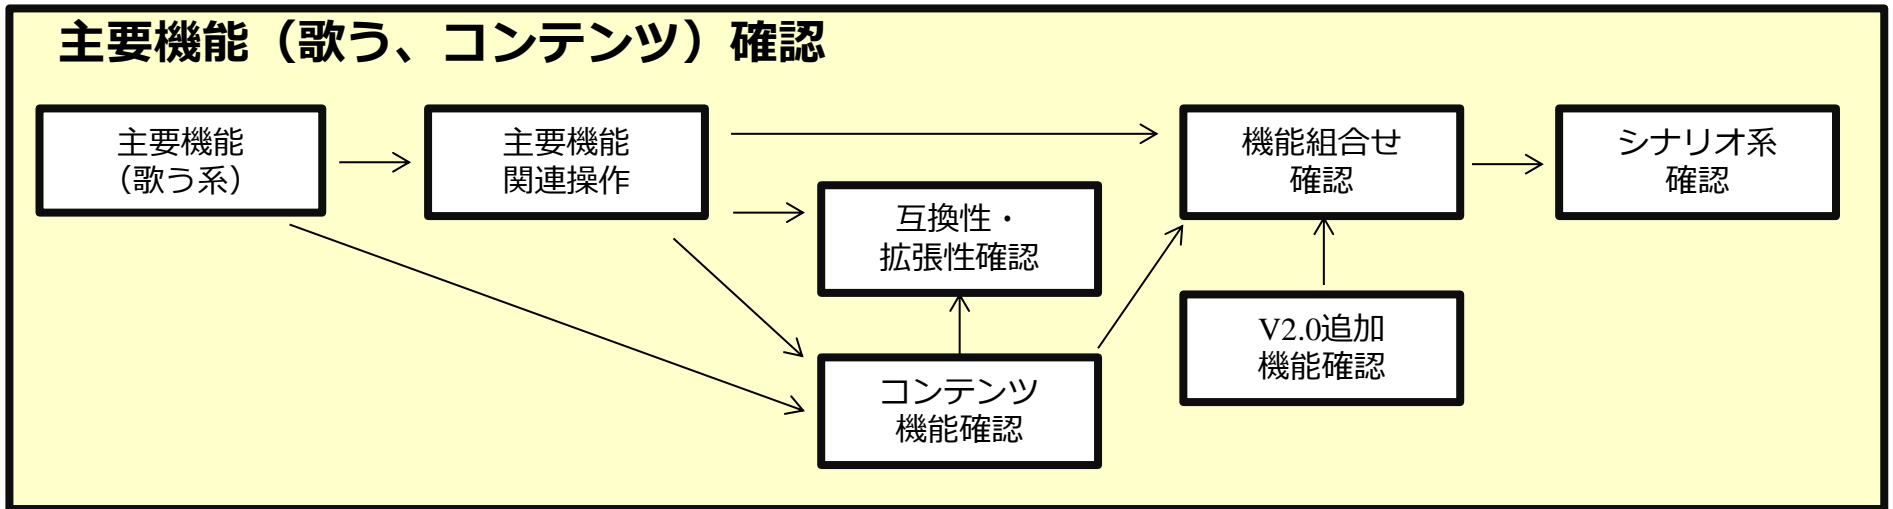 主要機能（歌う、コンテンツ）確認
主要機能
（歌う系）
主要機能
関連操作
互換性・
拡張性確認
コンテンツ
機能確認
機能組合せ
確認
V2.0追加
機能確認
シナリオ系
確認